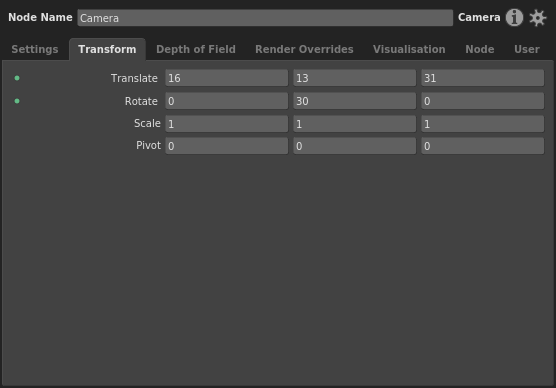 Node Name Camera Camera
Settings Transform Depth of Field Render Overrides Visualisation Node User
Translate 16 13 31
Rotate 0 30 0
Scale 1 1 1
Pivot 0 0 0